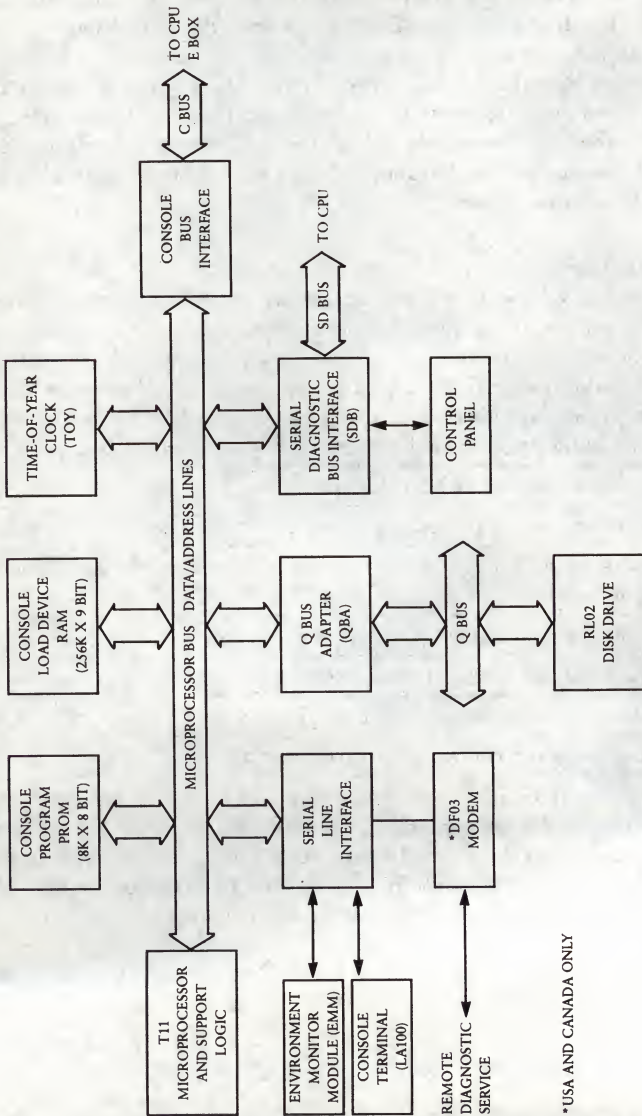 CONSOLE
PROGRAM
PROM
(8K X 8 BIT)
CONSOLE
LOAD DEVICE
RAM
(256K X 9 BIT)
TIME-OF-YEAR
CLOCK
(TOY)
T11
MICROPROCESSOR
AND SUPPORT
LOGIC
MICROPROCESSOR BUS DATA/ADDRESS LINES
CONSOLE
BUS
INTERFACE
C BUS
TO CPU
E BOX
ENVIRONMENT
MONITOR
MODULE (EMM)
CONSOLE
TERMINAL
(LA100)
SERIAL
LINE
INTERFACE
Q BUS
ADAPTER
(QBA)
SERIAL
DIAGNOSTIC
BUS INTERFACE
(SDB)
SD BUS
TO CPU
REMOTE
DIAGNOSTIC
SERVICE
*DF03
MODEM
Q BUS
CONTROL
PANEL
RL02
DISK DRIVE
*USA AND CANADA ONLY